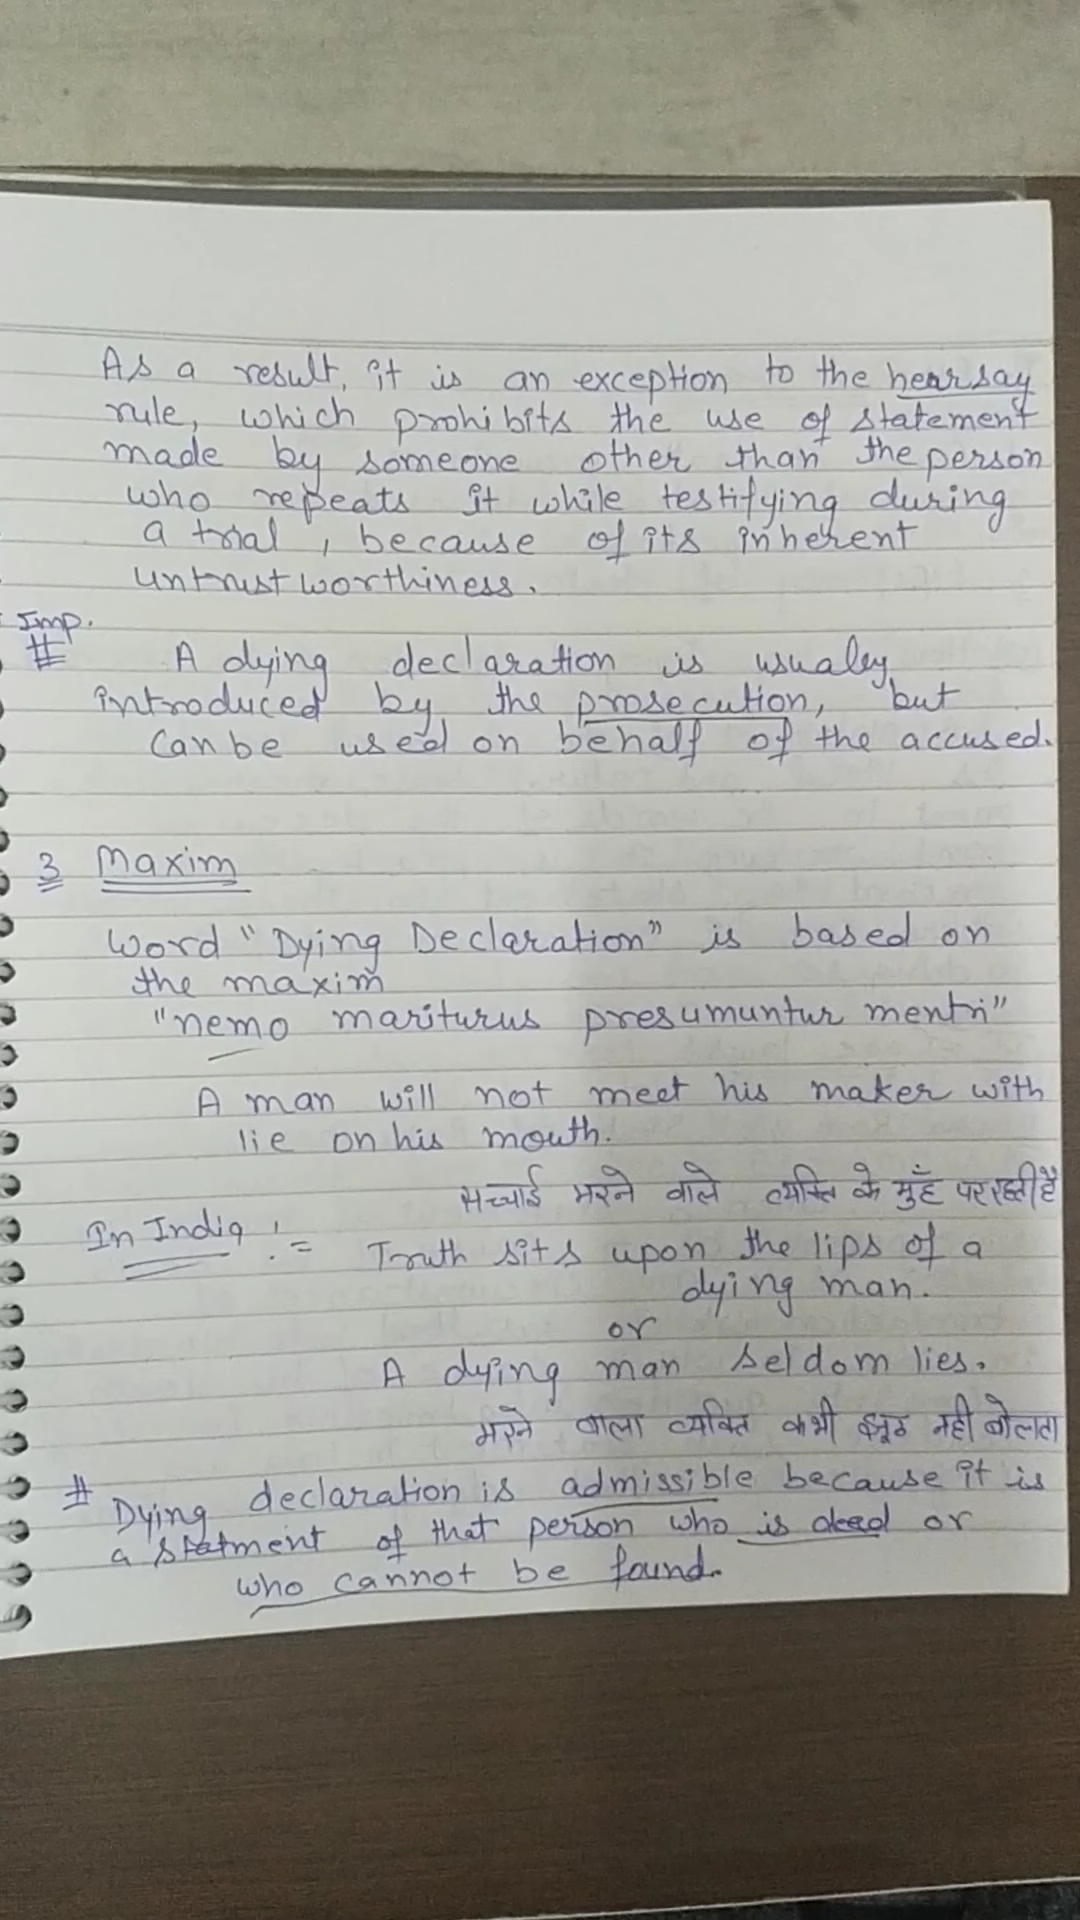 As a result, it is an exception to the hearsay
rule, which prohibits the use of statement
made by someone other than the person
who repeats it while testifying during
a trial, because of its inherent
untrustworthiness.
Imp.
# A dying declaration is usualey
introduced by the prosecution, but
can be used on behalf of the accused.
3 Maxim
Word "Dying Declaration" is based on
the maxim
"nemo mariturus presumuntur mentri"
A man will not meet his maker with
lie on his mouth.
सच्चाई मरने वाले व्यक्ति के मुहँ पर रहती है
In India := Truth sits upon the lips of a
dying man.
or
A dying man seldom lies.
मरने वाला व्यक्ति कभी झूठ नही बोलता
# Dying declaration is admissible because it is
a statment of that person who is dead or
who cannot be found.